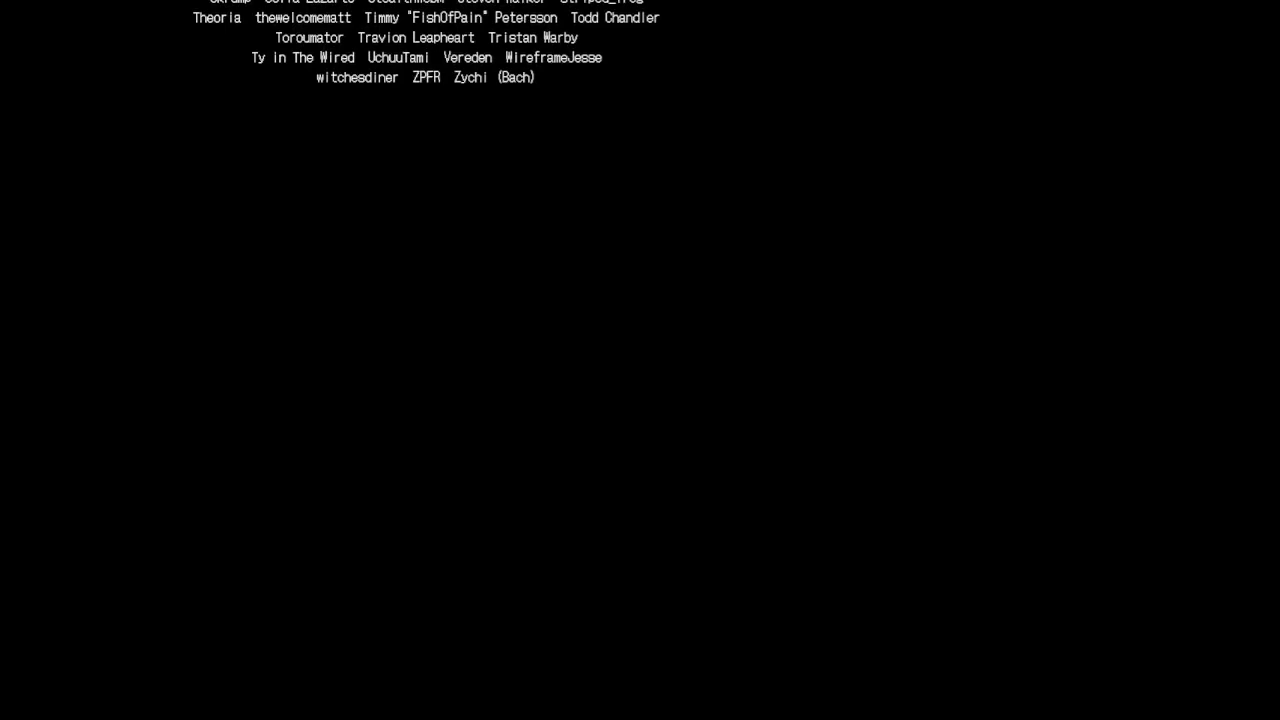 Theoria thewelcomematt Timmy "FishOfPain" Petersson Todd Chandler
Toroumator Travion Leapheart Tristan Warby
Ty in The Wired UchuuTami Vereden WireframeJesse
witchesdiner ZPFR Zychi (Bach)